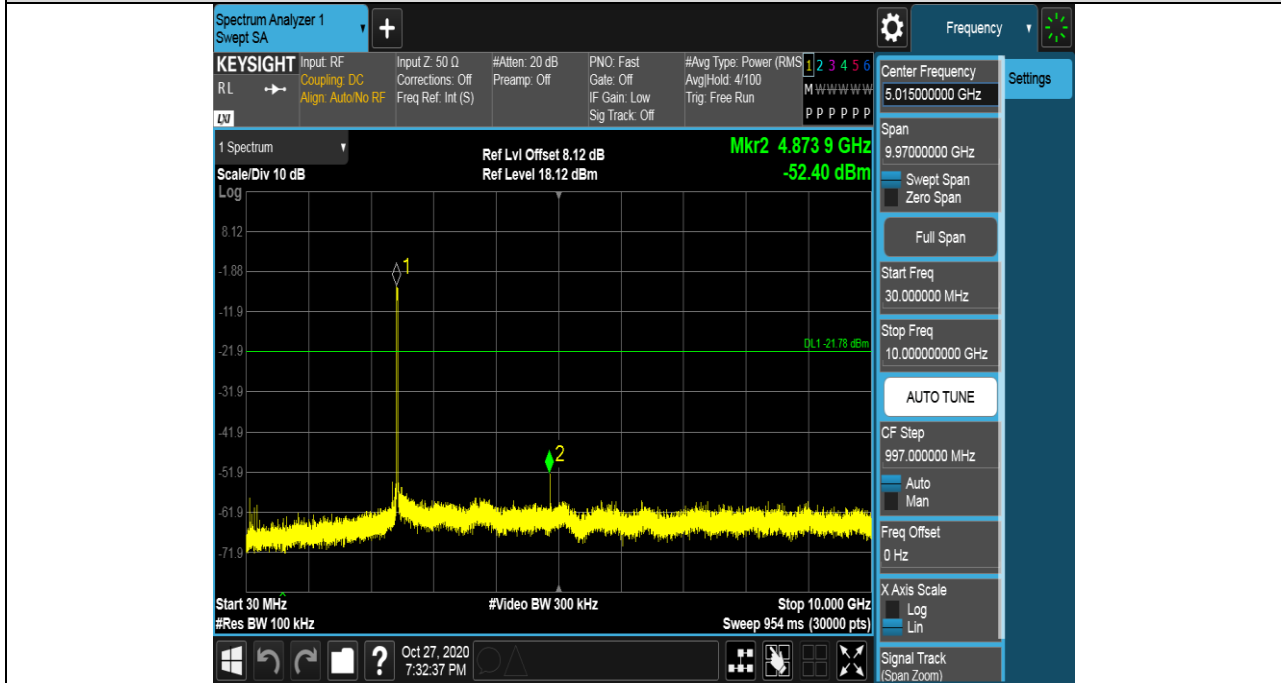 Spectrum Analyzer 1
Swept SA
+
Frequency
KEYSIGHT
RL
LXI
Input: RF
Coupling: DC
Align: Auto/No RF
Input Z: 50 Ω
Corrections: Off
Freq Ref: Int (S)
#Atten: 20 dB
Preamp: Off
PNO: Fast
Gate: Off
IF Gain: Low
Sig Track: Off
#Avg Type: Power (RMS
Avg|Hold: 4/100
Trig: Free Run
1 2 3 4 5 6
M W W W W W
P P P P P P
1 Spectrum
Scale/Div 10 dB
Ref Lvl Offset 8.12 dB
Ref Level 18.12 dBm
Mkr2 4.873 9 GHz
-52.40 dBm
Log
8.12
-1.88
-11.9
-21.9
-31.9
-41.9
-51.9
-61.9
-71.9
1
2
DL1 -21.78 dBm
Start 30 MHz
#Res BW 100 kHz
#Video BW 300 kHz
Stop 10.000 GHz
Sweep 954 ms (30000 pts)
?
Oct 27, 2020
7:32:37 PM
Center Frequency
5.015000000 GHz
Span
9.97000000 GHz
Swept Span
Zero Span
Full Span
Start Freq
30.000000 MHz
Stop Freq
10.000000000 GHz
AUTO TUNE
CF Step
997.000000 MHz
Auto
Man
Freq Offset
0 Hz
X Axis Scale
Log
Lin
Signal Track
(Span Zoom)
Settings